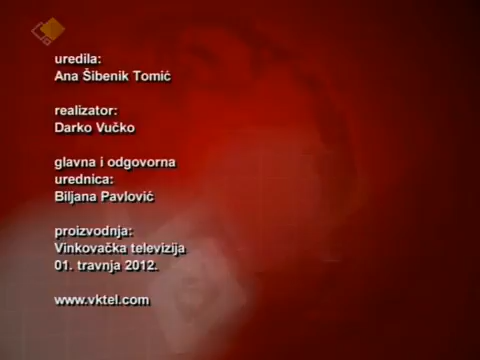 uredila:
Ana Šibenik Tomić
realizator:
Darko Vučko
glavna i odgovorna
urednica:
Biljana Pavlović
proizvodnja:
Vinkovačka televizija
01. travnja 2012.
www.vktel.com